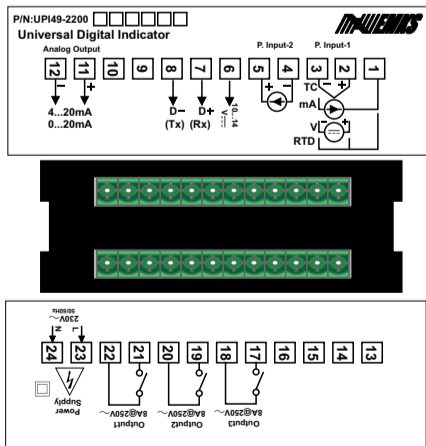 P/N:UPI49-2200
EMKS
Universal Digital Indicator
Analog Output
P. Input-2
P. Input-1
12 11 10 9 8 7 6 5 4 3 2 1
− + − + − +
TC
mA
− +
V
RTD
4...20mA
0...20mA
D− D+
(Tx) (Rx)
10...14
V
230V~
50/60Hz
N L
24 23 22 21 20 19 18 17 16 15 14 13
Power
Supply
8A@250V~
Output1
8A@250V~
Output2
8A@250V~
Output3